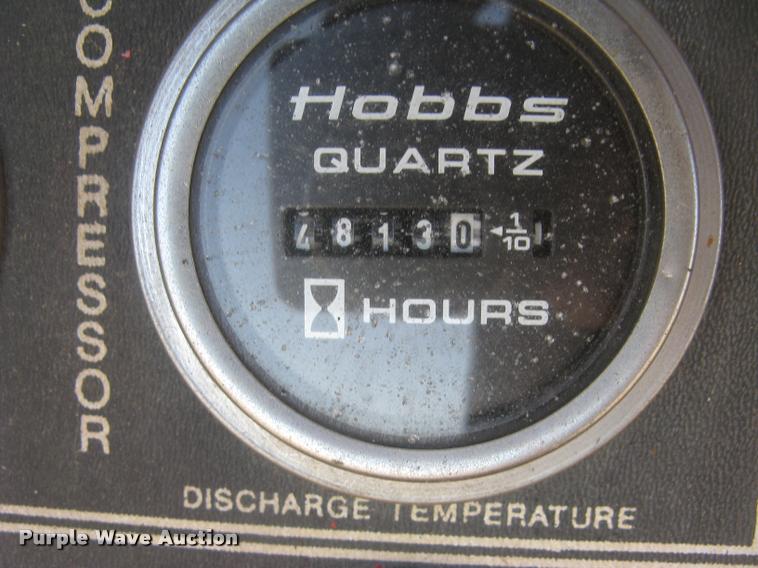 COMPRESSOR
Hobbs
QUARTZ
48130 ◄1/10
HOURS
DISCHARGE TEMPERATURE
Purple Wave Auction